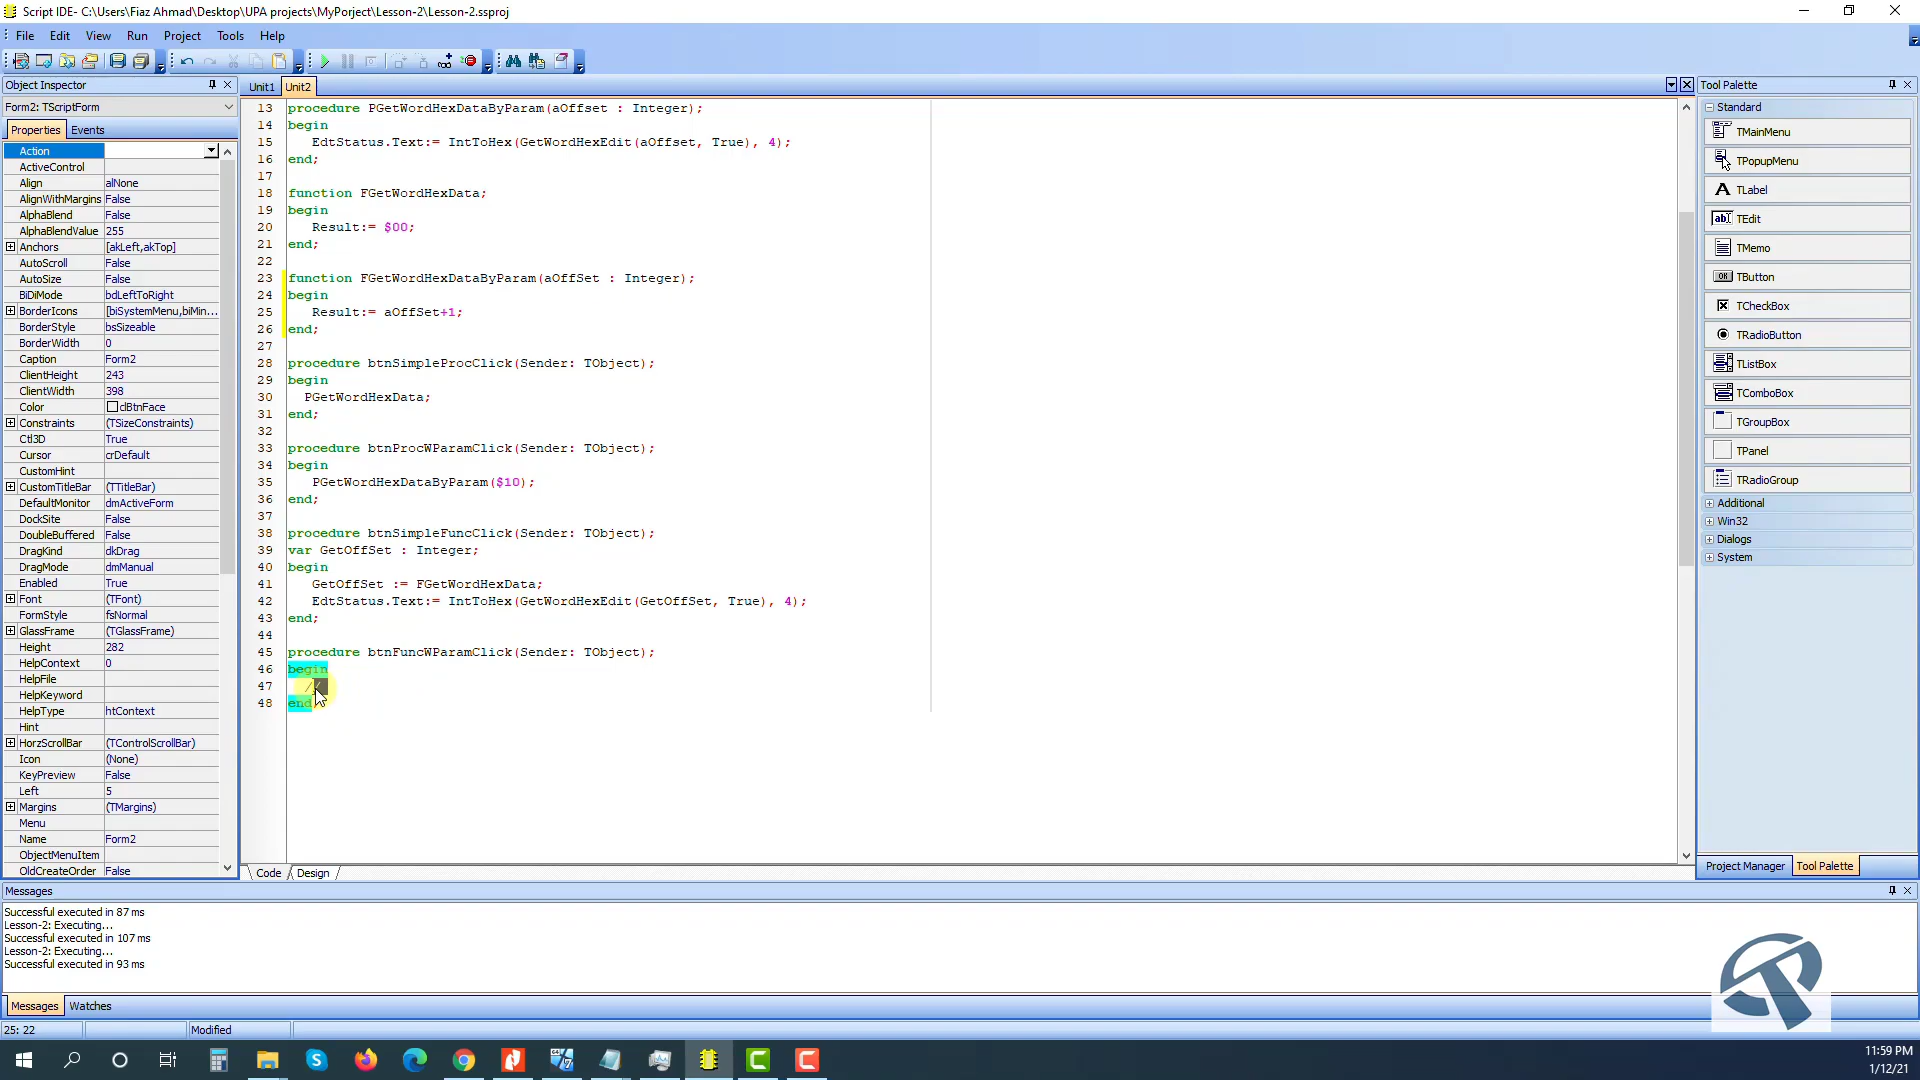 Script IDE- C:\Users\Fiaz Ahmad\Desktop\UPA projects\MyPorject\Lesson-2\Lesson-2.ssproj
File Edit View Run Project Tools Help
Object Inspector
Form2: TScriptForm
Properties Events
Action
ActiveControl
Align alNone
AlignWithMargins False
AlphaBlend False
AlphaBlendValue 255
Anchors [akLeft,akTop]
AutoScroll False
AutoSize False
BiDiMode bdLeftToRight
BorderIcons [biSystemMenu,biMin...
BorderStyle bsSizeable
BorderWidth 0
Caption Form2
ClientHeight 243
ClientWidth 398
Color clBtnFace
Constraints (TSizeConstraints)
Ctl3D True
Cursor crDefault
CustomHint
CustomTitleBar (TTitleBar)
DefaultMonitor dmActiveForm
DockSite False
DoubleBuffered False
DragKind dkDrag
DragMode dmManual
Enabled True
Font (TFont)
FormStyle fsNormal
GlassFrame (TGlassFrame)
Height 282
HelpContext 0
HelpFile
HelpKeyword
HelpType htContext
Hint
HorzScrollBar (TControlScrollBar)
Icon (None)
KeyPreview False
Left 5
Margins (TMargins)
Menu
Name Form2
ObjectMenuItem
OldCreateOrder False
Unit1 Unit2
13 procedure PGetWordHexDataByParam(aOffset : Integer);
14 begin
15 EdtStatus.Text:= IntToHex(GetWordHexEdit(aOffset, True), 4);
16 end;
17
18 function FGetWordHexData;
19 begin
20 Result:= $00;
21 end;
22
23 function FGetWordHexDataByParam(aOffSet : Integer);
24 begin
25 Result:= aOffSet+1;
26 end;
27
28 procedure btnSimpleProcClick(Sender: TObject);
29 begin
30 PGetWordHexData;
31 end;
32
33 procedure btnProcWParamClick(Sender: TObject);
34 begin
35 PGetWordHexDataByParam($10);
36 end;
37
38 procedure btnSimpleFuncClick(Sender: TObject);
39 var GetOffSet : Integer;
40 begin
41 GetOffSet := FGetWordHexData;
42 EdtStatus.Text:= IntToHex(GetWordHexEdit(GetOffSet, True), 4);
43 end;
44
45 procedure btnFuncWParamClick(Sender: TObject);
46 begin
47 //
48 end
Code Design
Tool Palette
Standard
TMainMenu
TPopupMenu
TLabel
TEdit
TMemo
TButton
TCheckBox
TRadioButton
TListBox
TComboBox
TGroupBox
TPanel
TRadioGroup
Additional
Win32
Dialogs
System
Project Manager Tool Palette
Messages
Successful executed in 87 ms
Lesson-2: Executing...
Successful executed in 107 ms
Lesson-2: Executing...
Successful executed in 93 ms
Messages Watches
25: 22 Modified
11:59 PM
1/12/21